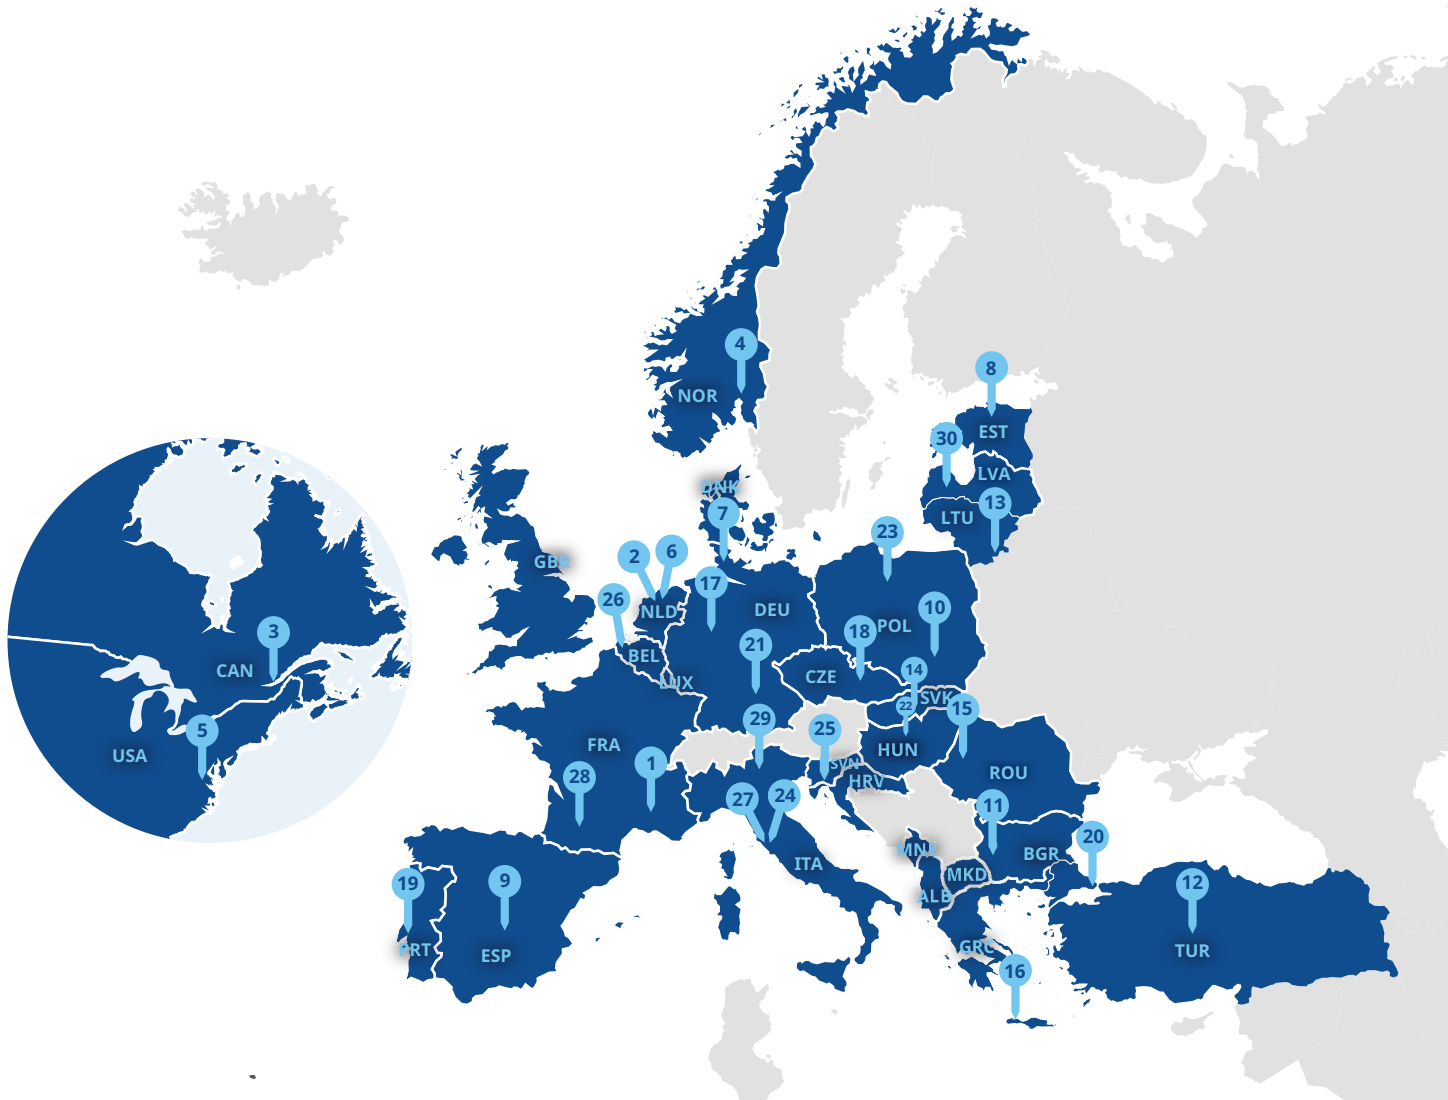 4
NOR
8
EST
30
LVA
DNK
13
LTU
7
23
GBR
2
6
17
26
NLD
DEU
10
POL
3
18
21
BEL
CAN
CZE
14
LUX
SVK
22
15
29
5
25
FRA
HUN
USA
1
SVN
ROU
28
HRV
27
24
11
20
MNE
BGR
ITA
MKD
9
19
12
ALB
PRT
GRC
TUR
ESP
16